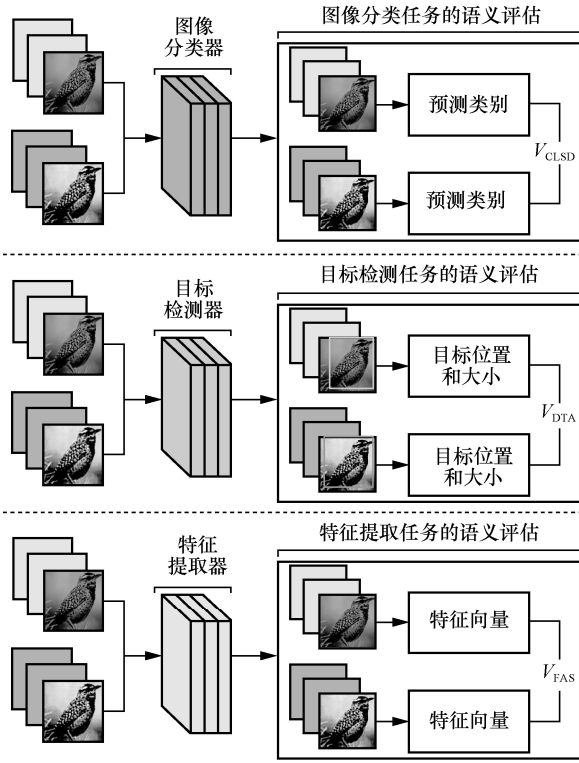 图像
分类器
图像分类任务的语义评估
预测类别
V_CLSD
预测类别
目标
检测器
目标检测任务的语义评估
目标位置
和大小
V_DTA
目标位置
和大小
特征
提取器
特征提取任务的语义评估
特征向量
V_FAS
特征向量